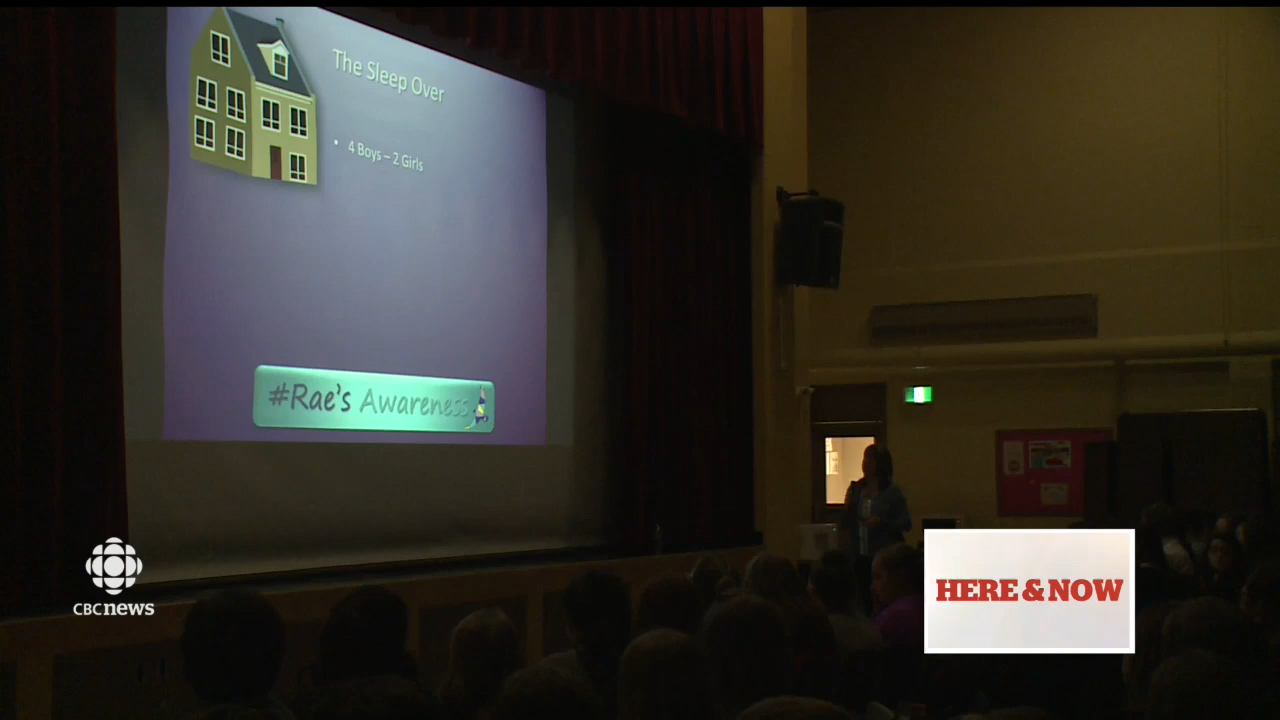 The Sleep Over
• 4 Boys – 2 Girls
#Rae's Awareness
CBCnews
HERE & NOW